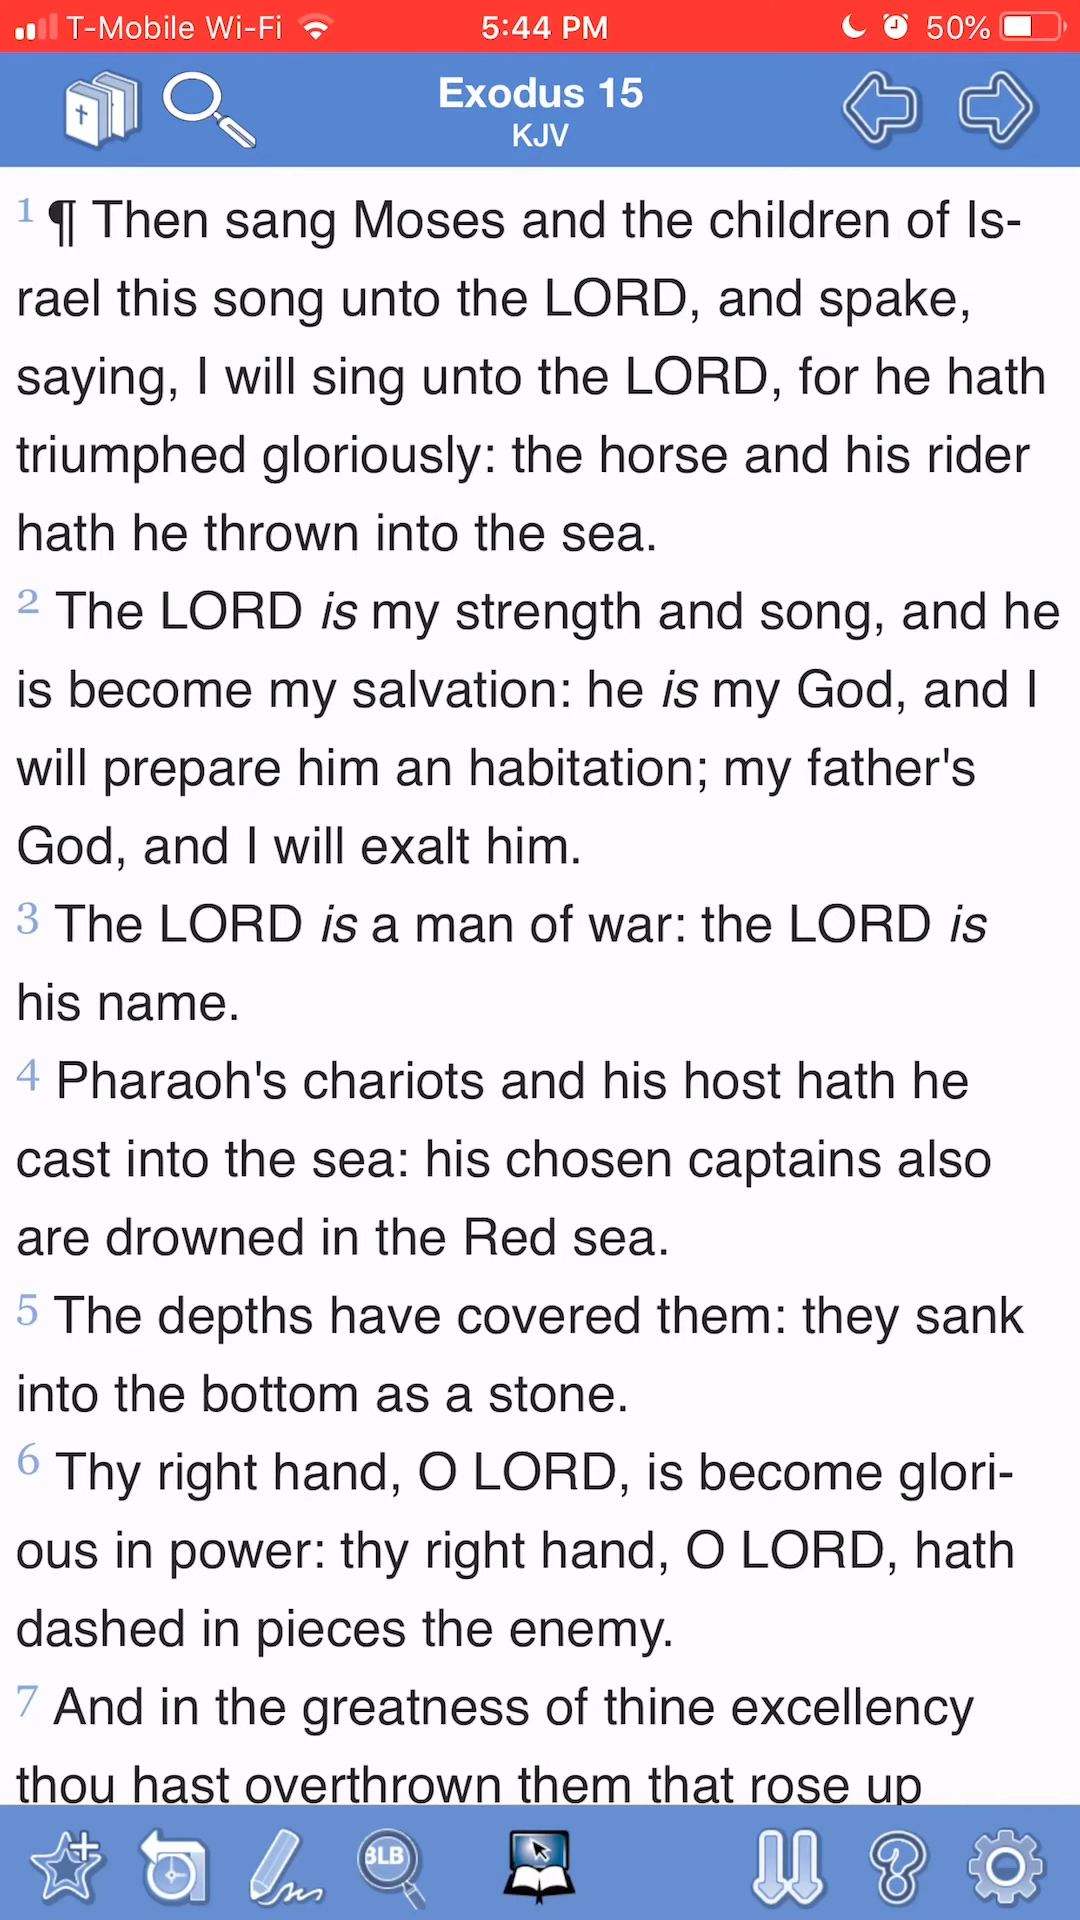 T-Mobile Wi-Fi 5:44 PM 50%
Exodus 15
KJV
1 ¶ Then sang Moses and the children of Is-
rael this song unto the LORD, and spake,
saying, I will sing unto the LORD, for he hath
triumphed gloriously: the horse and his rider
hath he thrown into the sea.
2 The LORD is my strength and song, and he
is become my salvation: he is my God, and I
will prepare him an habitation; my father's
God, and I will exalt him.
3 The LORD is a man of war: the LORD is
his name.
4 Pharaoh's chariots and his host hath he
cast into the sea: his chosen captains also
are drowned in the Red sea.
5 The depths have covered them: they sank
into the bottom as a stone.
6 Thy right hand, O LORD, is become glori-
ous in power: thy right hand, O LORD, hath
dashed in pieces the enemy.
7 And in the greatness of thine excellency
thou hast overthrown them that rose up
BLB